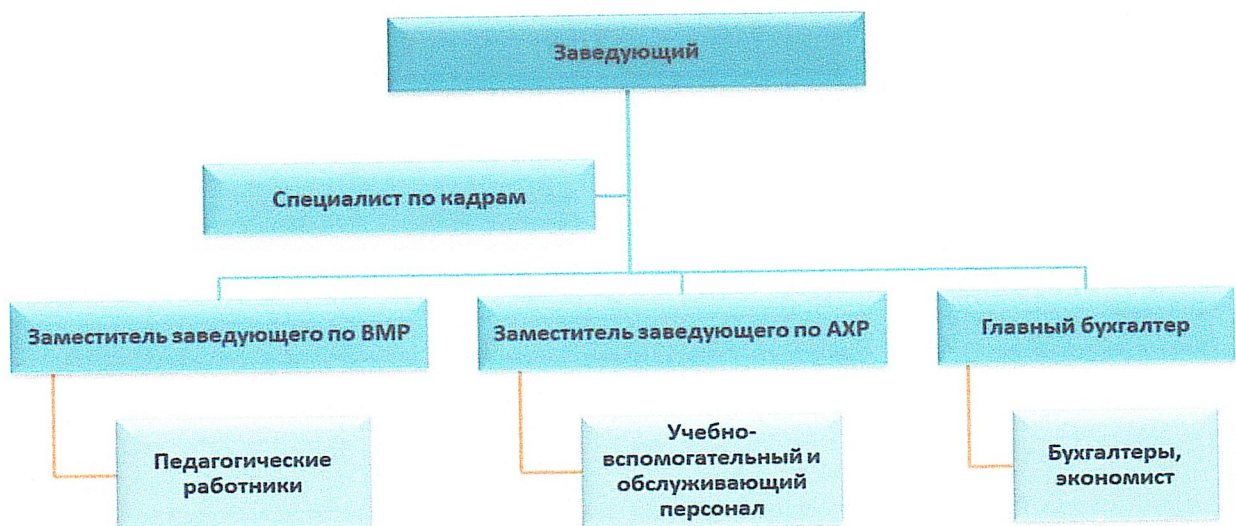 Заведующий
Специалист по кадрам
Заместитель заведующего по ВМР
Заместитель заведующего по АХР
Главный бухгалтер
Педагогические
работники
Учебно-
вспомогательный и
обслуживающий
персонал
Бухгалтеры,
экономист